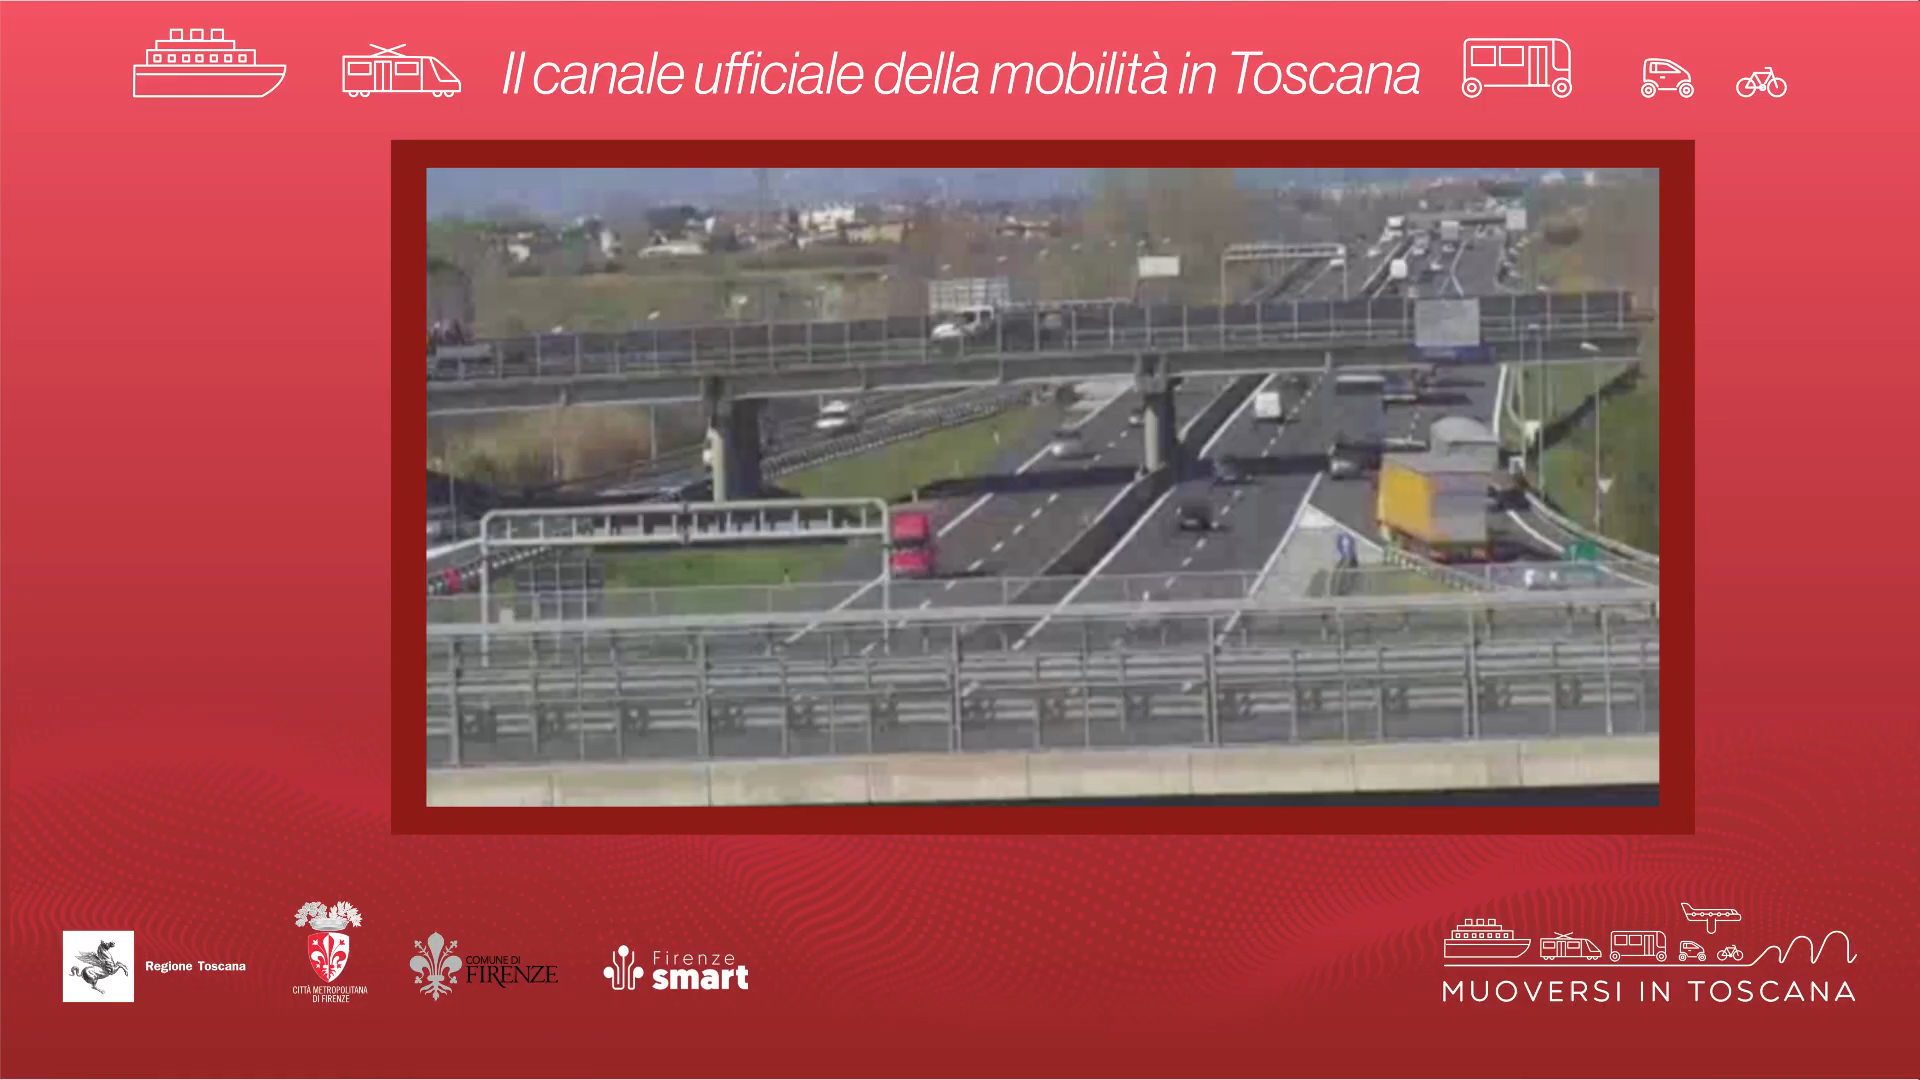 Il canale ufficiale della mobilità in Toscana
Regione Toscana
CITTÀ METROPOLITANA
DI FIRENZE
COMUNE DI
FIRENZE
Firenze
smart
MUOVERSI IN TOSCANA